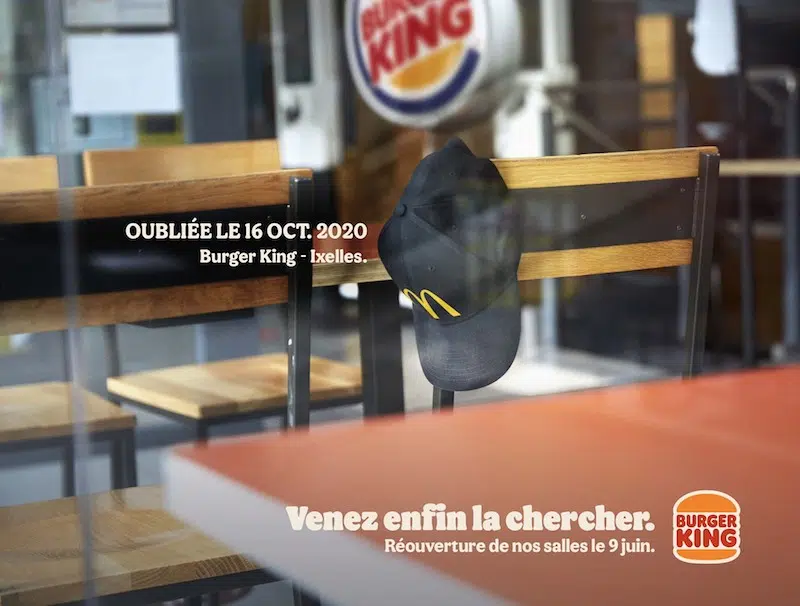 BURGER
KING
OUBLIÉE LE 16 OCT. 2020
Burger King - Ixelles.
Venez enfin la chercher.
Réouverture de nos salles le 9 juin.
BURGER
KING